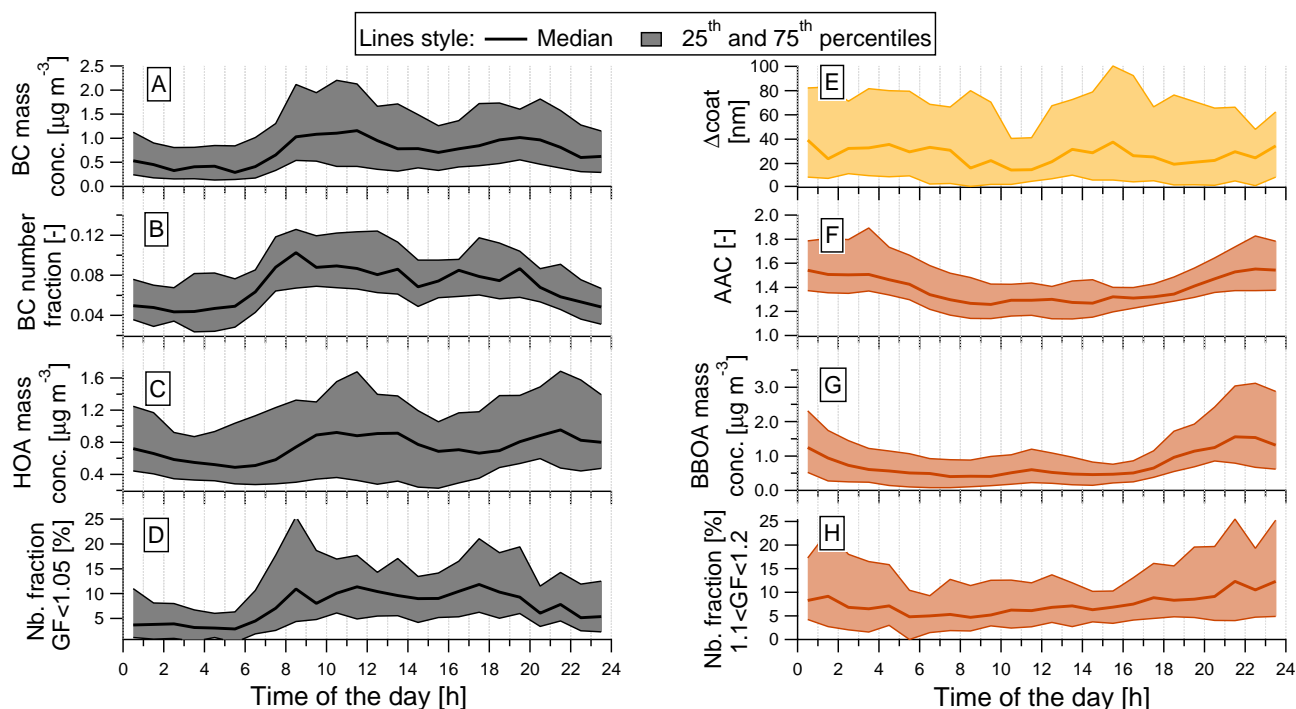 Lines style: Median 25th and 75th percentiles
A
BC mass
conc. [µg m-3]
2.5
2.0
1.5
1.0
0.5
0.0
B
BC number
fraction [-]
0.12
0.08
0.04
C
HOA mass
conc. [µg m-3]
1.6
1.2
0.8
0.4
D
Nb. fraction
GF<1.05 [%]
25
20
15
10
5
0 2 4 6 8 10 12 14 16 18 20 22 24
Time of the day [h]
E
Δcoat
[nm]
100
80
60
40
20
0
F
AAC [-]
2.0
1.8
1.6
1.4
1.2
1.0
G
BBOA mass
conc. [µg m-3]
3.0
2.0
1.0
0.0
H
Nb. fraction [%]
1.1<GF<1.2
25
20
15
10
5
0
0 2 4 6 8 10 12 14 16 18 20 22 24
Time of the day [h]